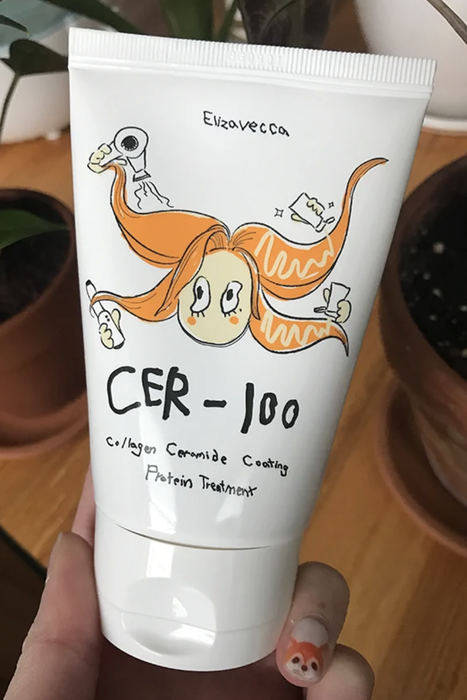 Elizavecca
CER-100
Collagen Ceramide Coating
Protein Treatment